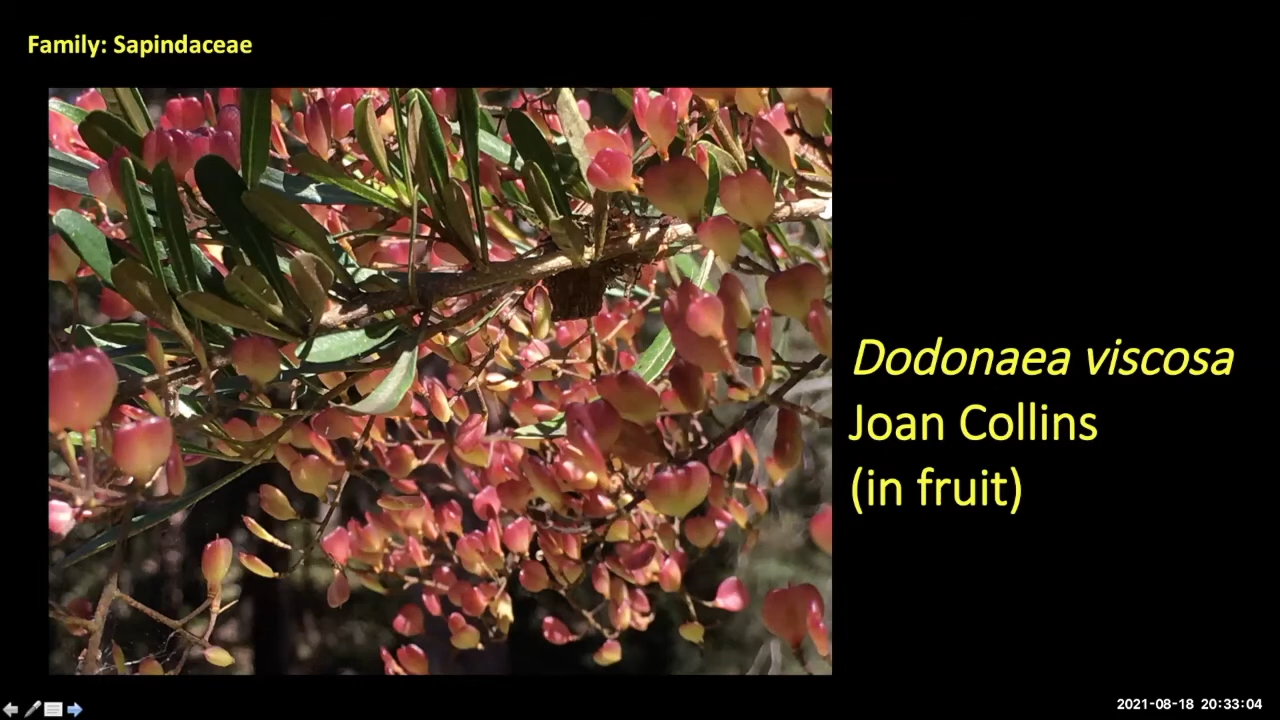 Family: Sapindaceae
Dodonaea viscosa
Joan Collins
(in fruit)
2021-08-18 20:33:04